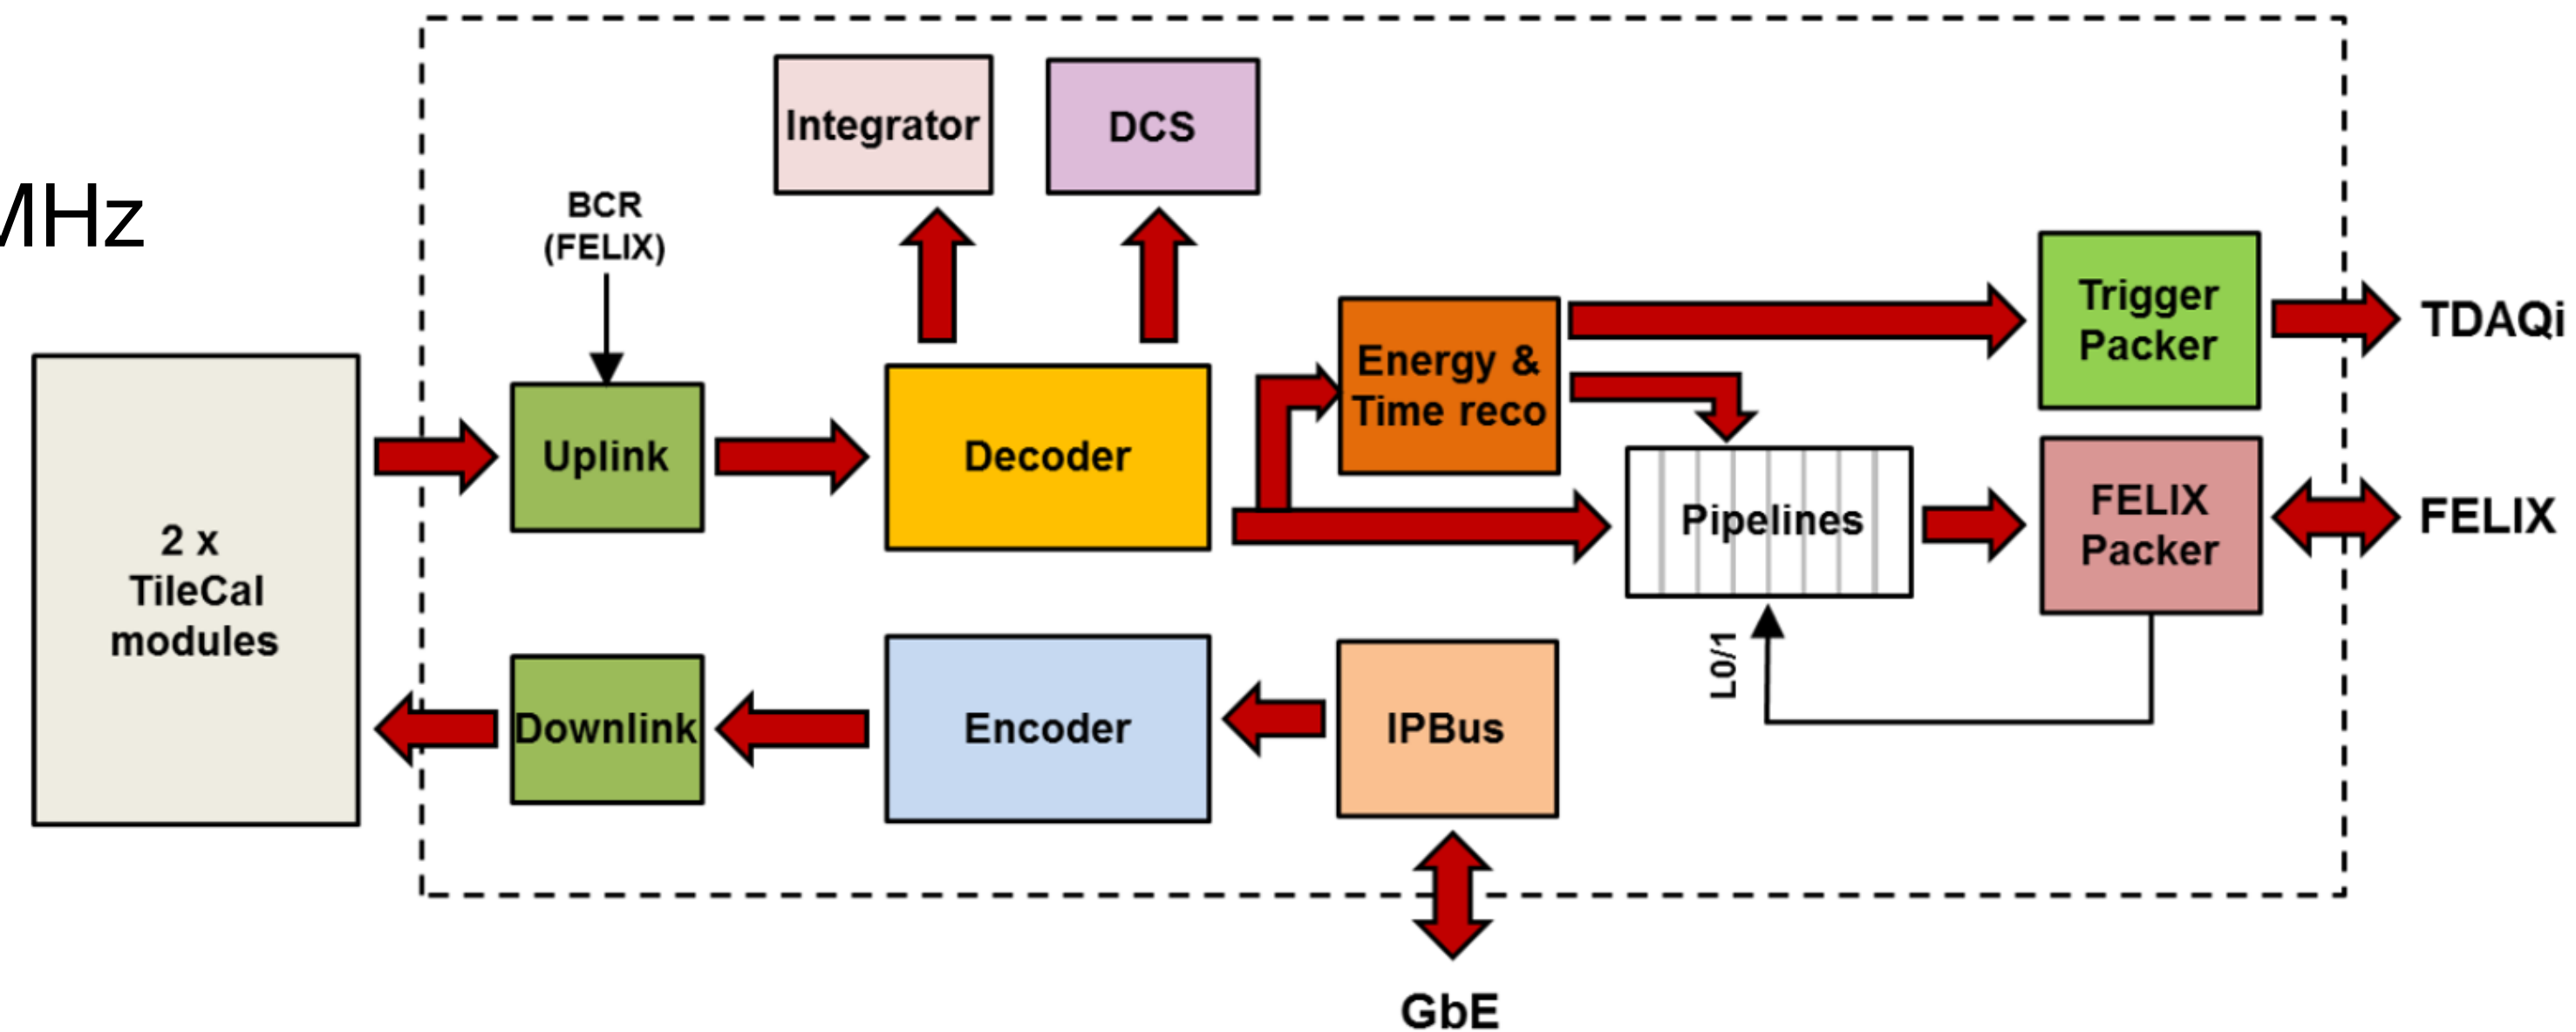 MHz
Integrator
DCS
BCR
(FELIX)
Trigger
Packer
TDAQi
Energy &
Time reco
Uplink
Decoder
Pipelines
FELIX
Packer
FELIX
2 x
TileCal
modules
L0/1
Downlink
Encoder
IPBus
GbE